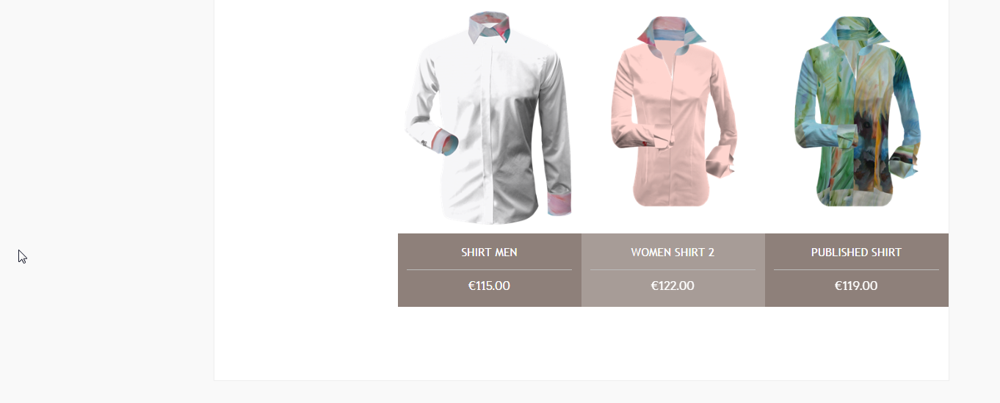 SHIRT MEN
€115.00
WOMEN SHIRT 2
€122.00
PUBLISHED SHIRT
€119.00